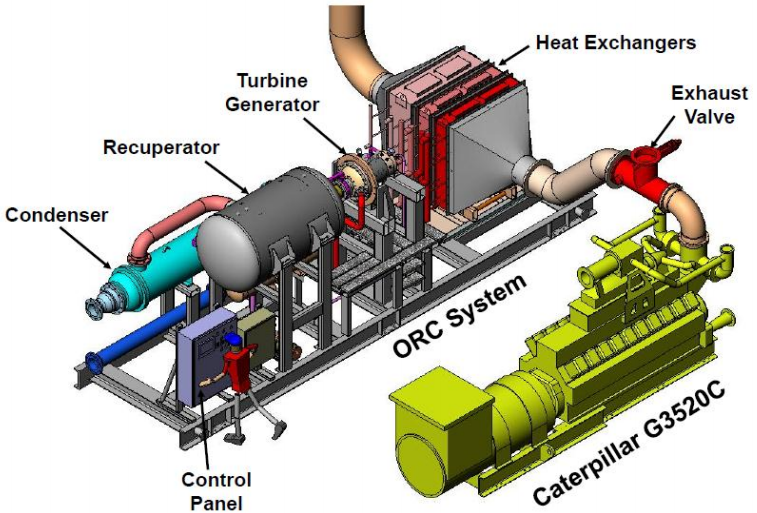 Heat Exchangers
Turbine
Generator
Exhaust
Valve
Recuperator
Condenser
ORC System
Caterpillar G3520C
Control
Panel